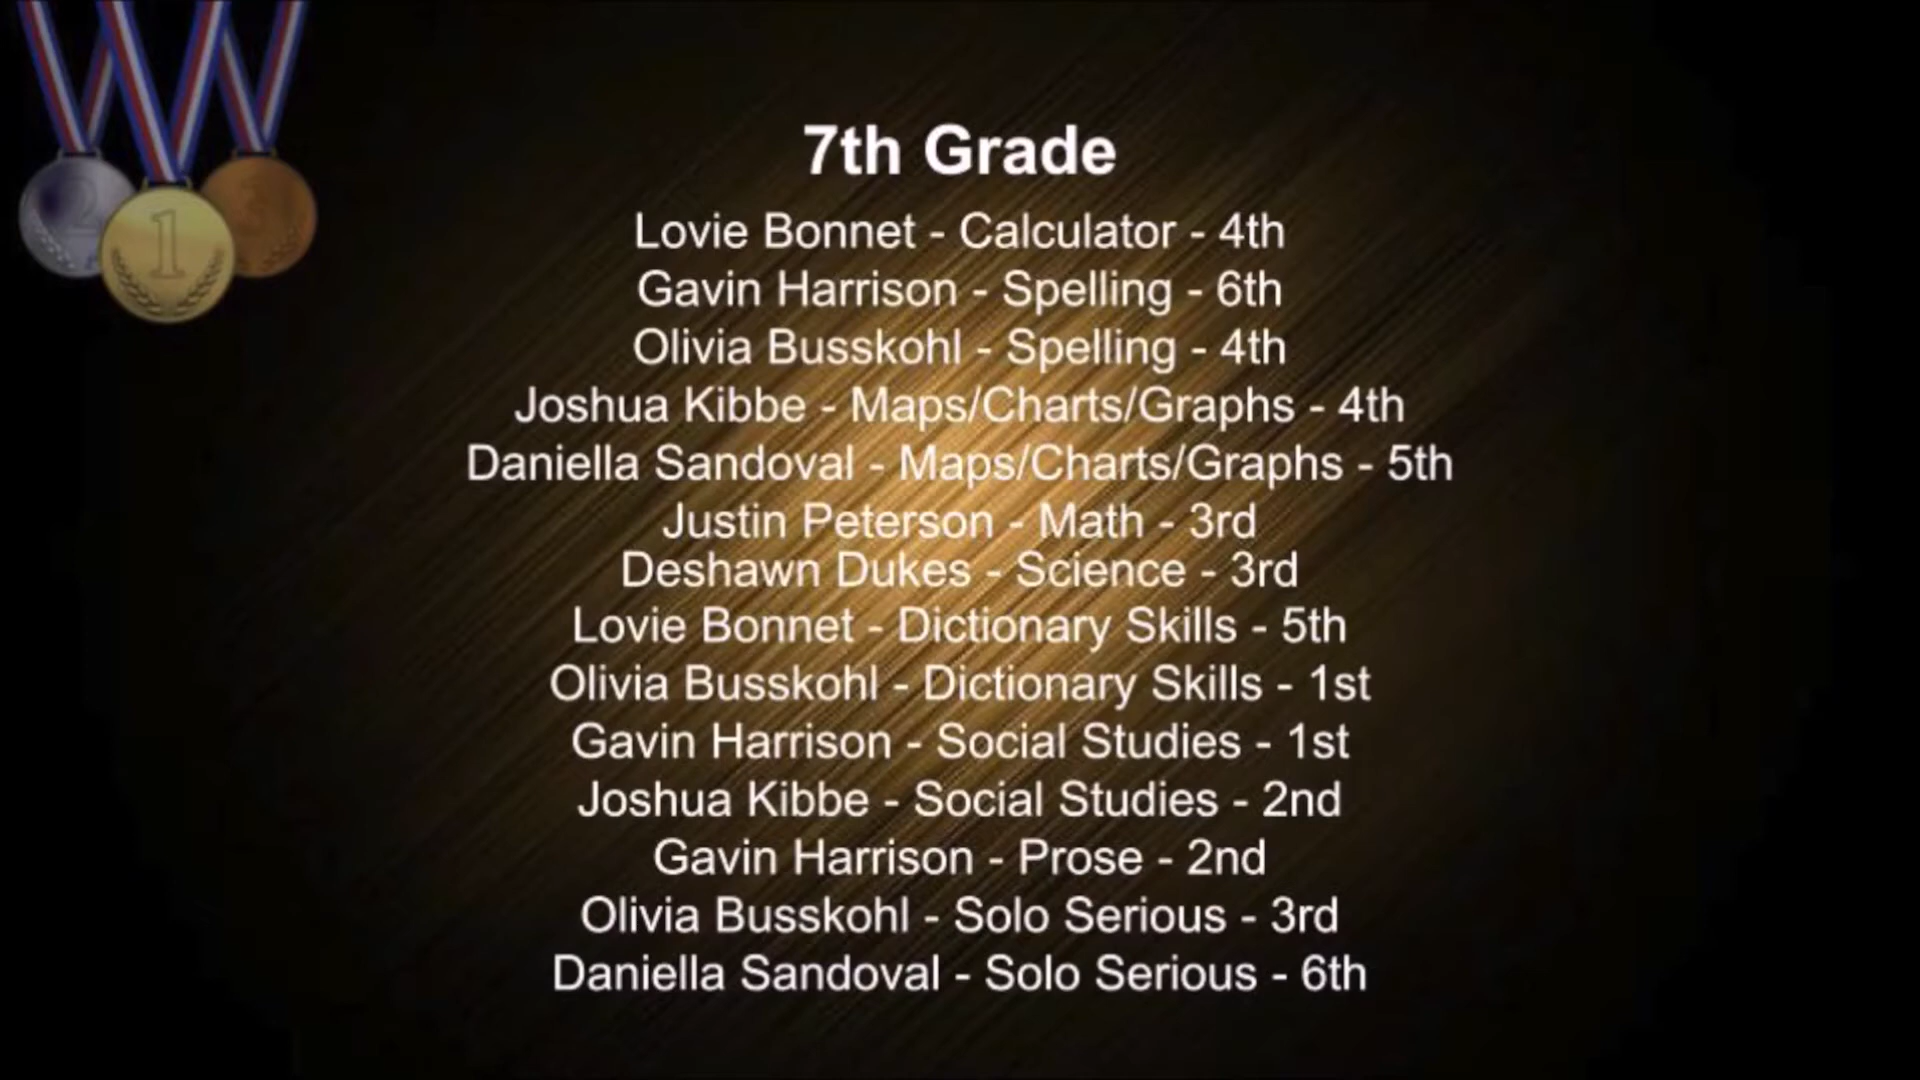 7th Grade
Lovie Bonnet - Calculator - 4th
Gavin Harrison - Spelling - 6th
Olivia Busskohl - Spelling - 4th
Joshua Kibbe - Maps/Charts/Graphs - 4th
Daniella Sandoval - Maps/Charts/Graphs - 5th
Justin Peterson - Math - 3rd
Deshawn Dukes - Science - 3rd
Lovie Bonnet - Dictionary Skills - 5th
Olivia Busskohl - Dictionary Skills - 1st
Gavin Harrison - Social Studies - 1st
Joshua Kibbe - Social Studies - 2nd
Gavin Harrison - Prose - 2nd
Olivia Busskohl - Solo Serious - 3rd
Daniella Sandoval - Solo Serious - 6th
2
1
3